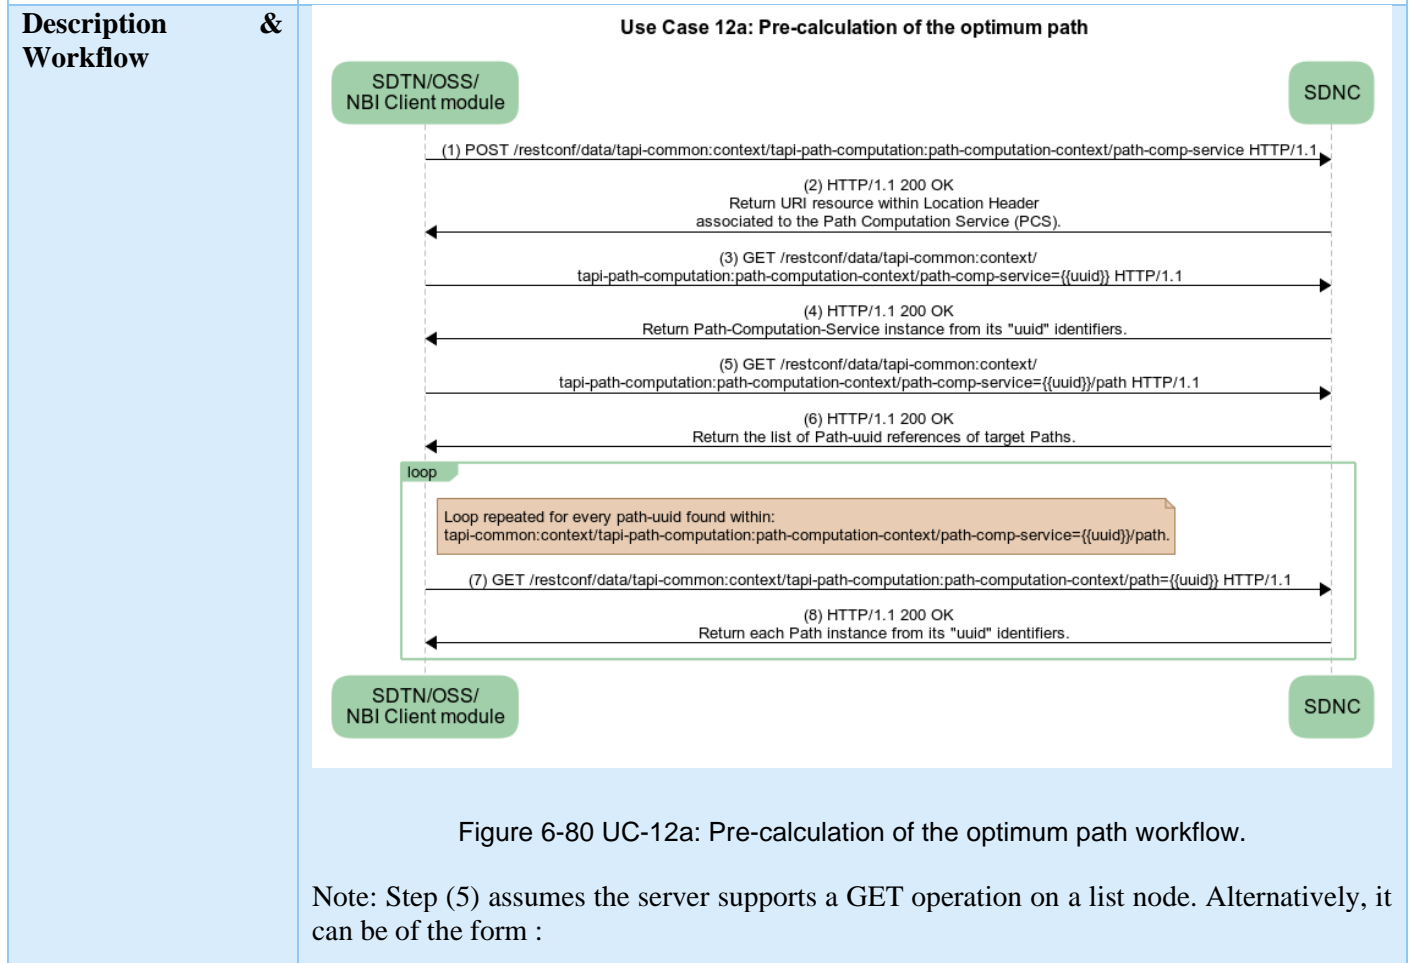 Description &
Workflow
Use Case 12a: Pre-calculation of the optimum path
SDTN/OSS/
NBI Client module
SDNC
(1) POST /restconf/data/tapi-common:context/tapi-path-computation:path-computation-context/path-comp-service HTTP/1.1
(2) HTTP/1.1 200 OK
Return URI resource within Location Header
associated to the Path Computation Service (PCS).
(3) GET /restconf/data/tapi-common:context/
tapi-path-computation:path-computation-context/path-comp-service={{uuid}} HTTP/1.1
(4) HTTP/1.1 200 OK
Return Path-Computation-Service instance from its "uuid" identifiers.
(5) GET /restconf/data/tapi-common:context/
tapi-path-computation:path-computation-context/path-comp-service={{uuid}}/path HTTP/1.1
(6) HTTP/1.1 200 OK
Return the list of Path-uuid references of target Paths.
loop
Loop repeated for every path-uuid found within:
tapi-common:context/tapi-path-computation:path-computation-context/path-comp-service={{uuid}}/path.
(7) GET /restconf/data/tapi-common:context/tapi-path-computation:path-computation-context/path={{uuid}} HTTP/1.1
(8) HTTP/1.1 200 OK
Return each Path instance from its "uuid" identifiers.
SDTN/OSS/
NBI Client module
SDNC
Figure 6-80 UC-12a: Pre-calculation of the optimum path workflow.
Note: Step (5) assumes the server supports a GET operation on a list node. Alternatively, it
can be of the form :